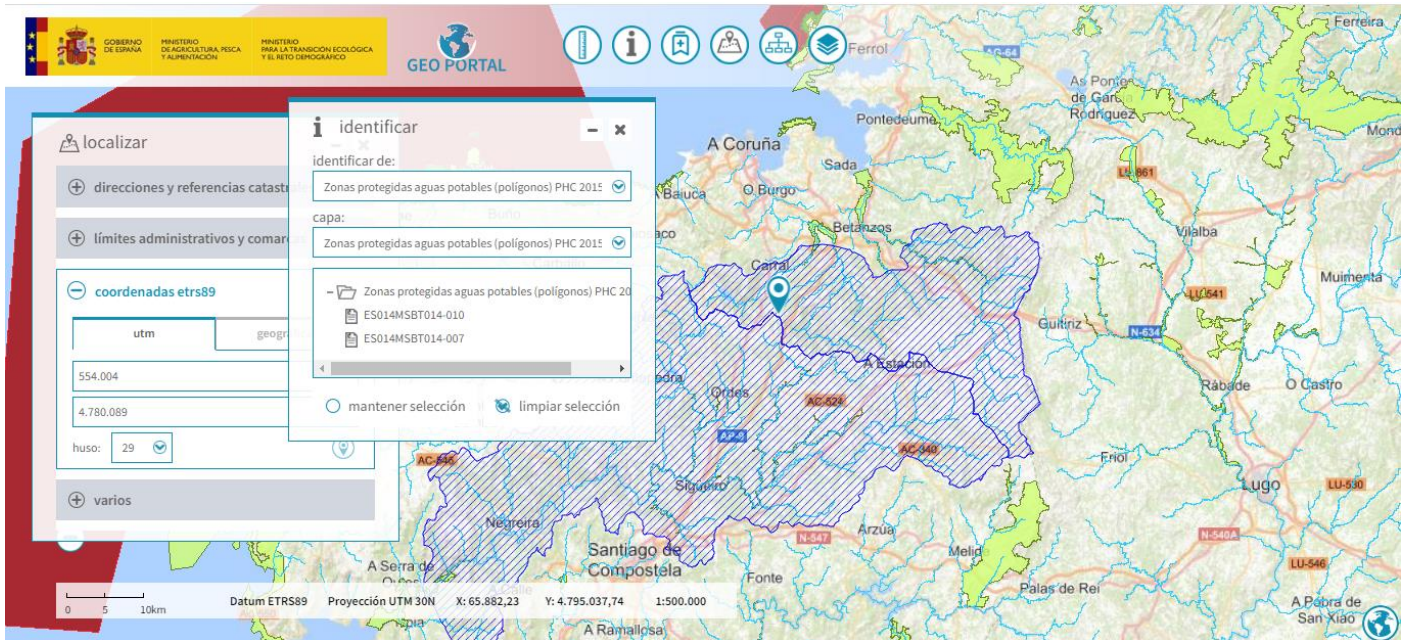 GOBIERNO
DE ESPAÑA
MINISTERIO
DE AGRICULTURA, PESCA
Y ALIMENTACIÓN
MINISTERIO
PARA LA TRANSICIÓN ECOLÓGICA
Y EL RETO DEMOGRÁFICO
GEO PORTAL
localizar
direcciones y referencias catastr
límites administrativos y comar
coordenadas etrs89
utm
geogr
554.004
4.780.089
huso: 29
varios
identificar
identificar de:
Zonas protegidas aguas potables (polígonos) PHC 2015
capa:
Zonas protegidas aguas potables (polígonos) PHC 2015
Zonas protegidas aguas potables (polígonos) PHC 20
ES014MSBT014-010
ES014MSBT014-007
mantener selección
limpiar selección
Ferreira
Ferrol
AG-64
As Pontes
de García
Rodríguez
Pontedeume
Mond
A Coruña
Sada
LU-861
Baiuca
O Burgo
Betanzos
Vilalba
Carral
Muimenta
LU-541
Guitiriz
N-634
A Estación
Rábade
O Castro
Ordes
AC-524
AP-9
AC-840
AC-545
Friol
Sigüeiro
Lugo
LU-530
Negreira
N-547
Arzúa
N-540A
Santiago de
Compostela
Melide
LU-546
A Serra de
Fonte
Palas de Rei
A Pobra de
San Xiao
A Ramallosa
0 5 10km
Datum ETRS89 Proyección UTM 30N X: 65.882,23 Y: 4.795.037,74 1:500.000